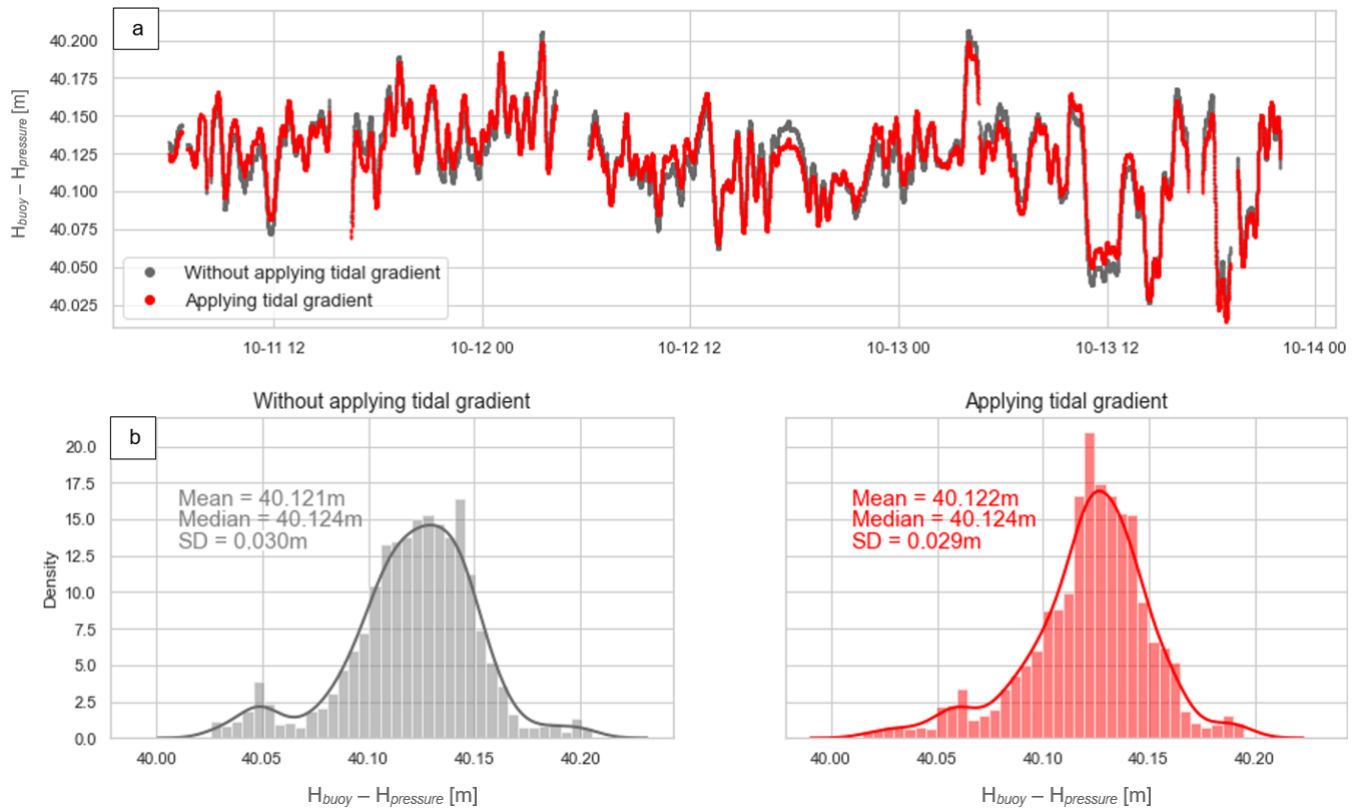 a
H_buoy – H_pressure [m]
40.200
40.175
40.150
40.125
40.100
40.075
40.050
40.025
Without applying tidal gradient
Applying tidal gradient
10-11 12
10-12 00
10-12 12
10-13 00
10-13 12
10-14 00
Without applying tidal gradient
b
Density
20.0
17.5
15.0
12.5
10.0
7.5
5.0
2.5
0.0
Mean = 40.121m
Median = 40.124m
SD = 0.030m
40.00
40.05
40.10
40.15
40.20
H_buoy – H_pressure [m]
Applying tidal gradient
Mean = 40.122m
Median = 40.124m
SD = 0.029m
40.00
40.05
40.10
40.15
40.20
H_buoy – H_pressure [m]